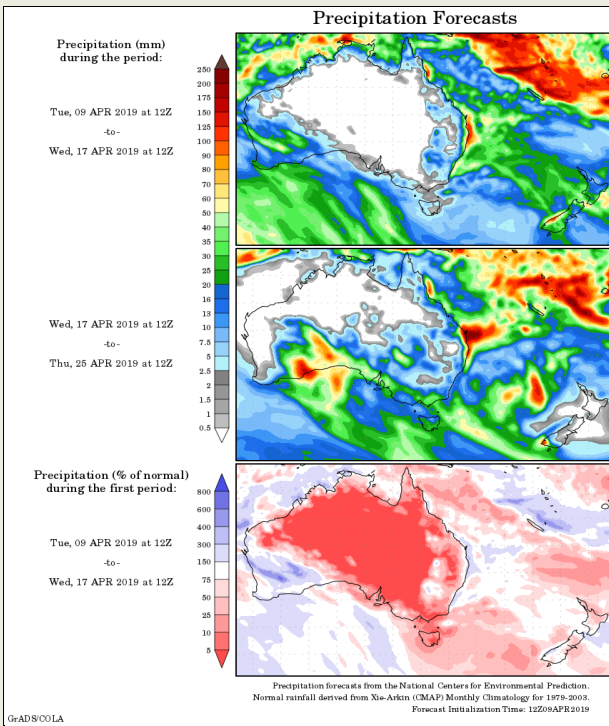 Precipitation Forecasts
Precipitation (mm)
during the period:
Tue, 09 APR 2019 at 12Z
-to-
Wed, 17 APR 2019 at 12Z
250
200
175
150
125
100
90
80
70
60
50
40
35
30
25
20
16
13
10
7.5
5
2.5
2
1.5
1
0.5
Wed, 17 APR 2019 at 12Z
-to-
Thu, 25 APR 2019 at 12Z
Precipitation (% of normal)
during the first period:
Tue, 09 APR 2019 at 12Z
-to-
Wed, 17 APR 2019 at 12Z
800
600
400
300
150
75
50
25
10
5
Precipitation forecasts from the National Centers for Environmental Prediction.
Normal rainfall derived from Xie-Arkin (CMAP) Monthly Climatology for 1979-2003.
Forecast Initialization Time: 12Z09APR2019
GrADS/COLA